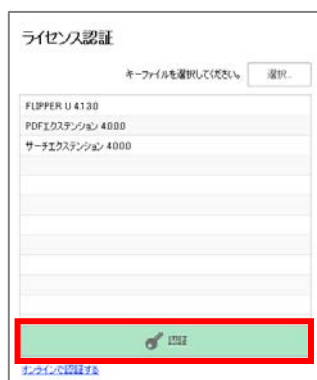 ライセンス認証
キーファイルを選択してください。 選択...
FLIPPER U 4.13.0
PDFエクステンション 4.0.0.0
サーチエクステンション 4.0.0.0
認証
オンラインで認証する